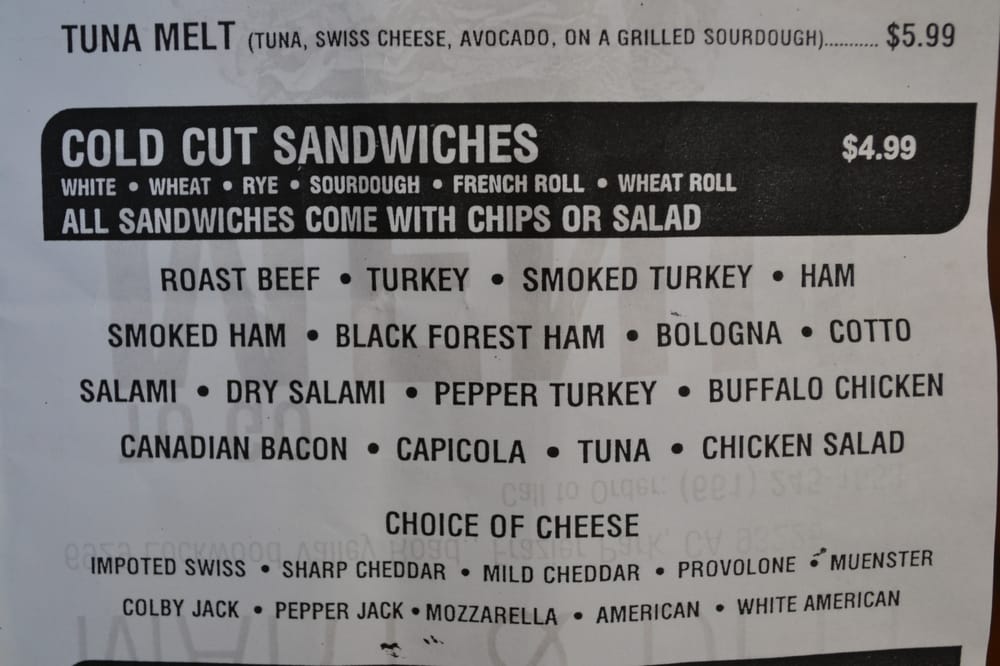 TUNA MELT (TUNA, SWISS CHEESE, AVOCADO, ON A GRILLED SOURDOUGH).......... $5.99
COLD CUT SANDWICHES $4.99
WHITE • WHEAT • RYE • SOURDOUGH • FRENCH ROLL • WHEAT ROLL
ALL SANDWICHES COME WITH CHIPS OR SALAD
ROAST BEEF • TURKEY • SMOKED TURKEY • HAM
SMOKED HAM • BLACK FOREST HAM • BOLOGNA • COTTO
SALAMI • DRY SALAMI • PEPPER TURKEY • BUFFALO CHICKEN
CANADIAN BACON • CAPICOLA • TUNA • CHICKEN SALAD
CHOICE OF CHEESE
IMPOTED SWISS • SHARP CHEDDAR • MILD CHEDDAR • PROVOLONE • MUENSTER
COLBY JACK • PEPPER JACK • MOZZARELLA • AMERICAN • WHITE AMERICAN